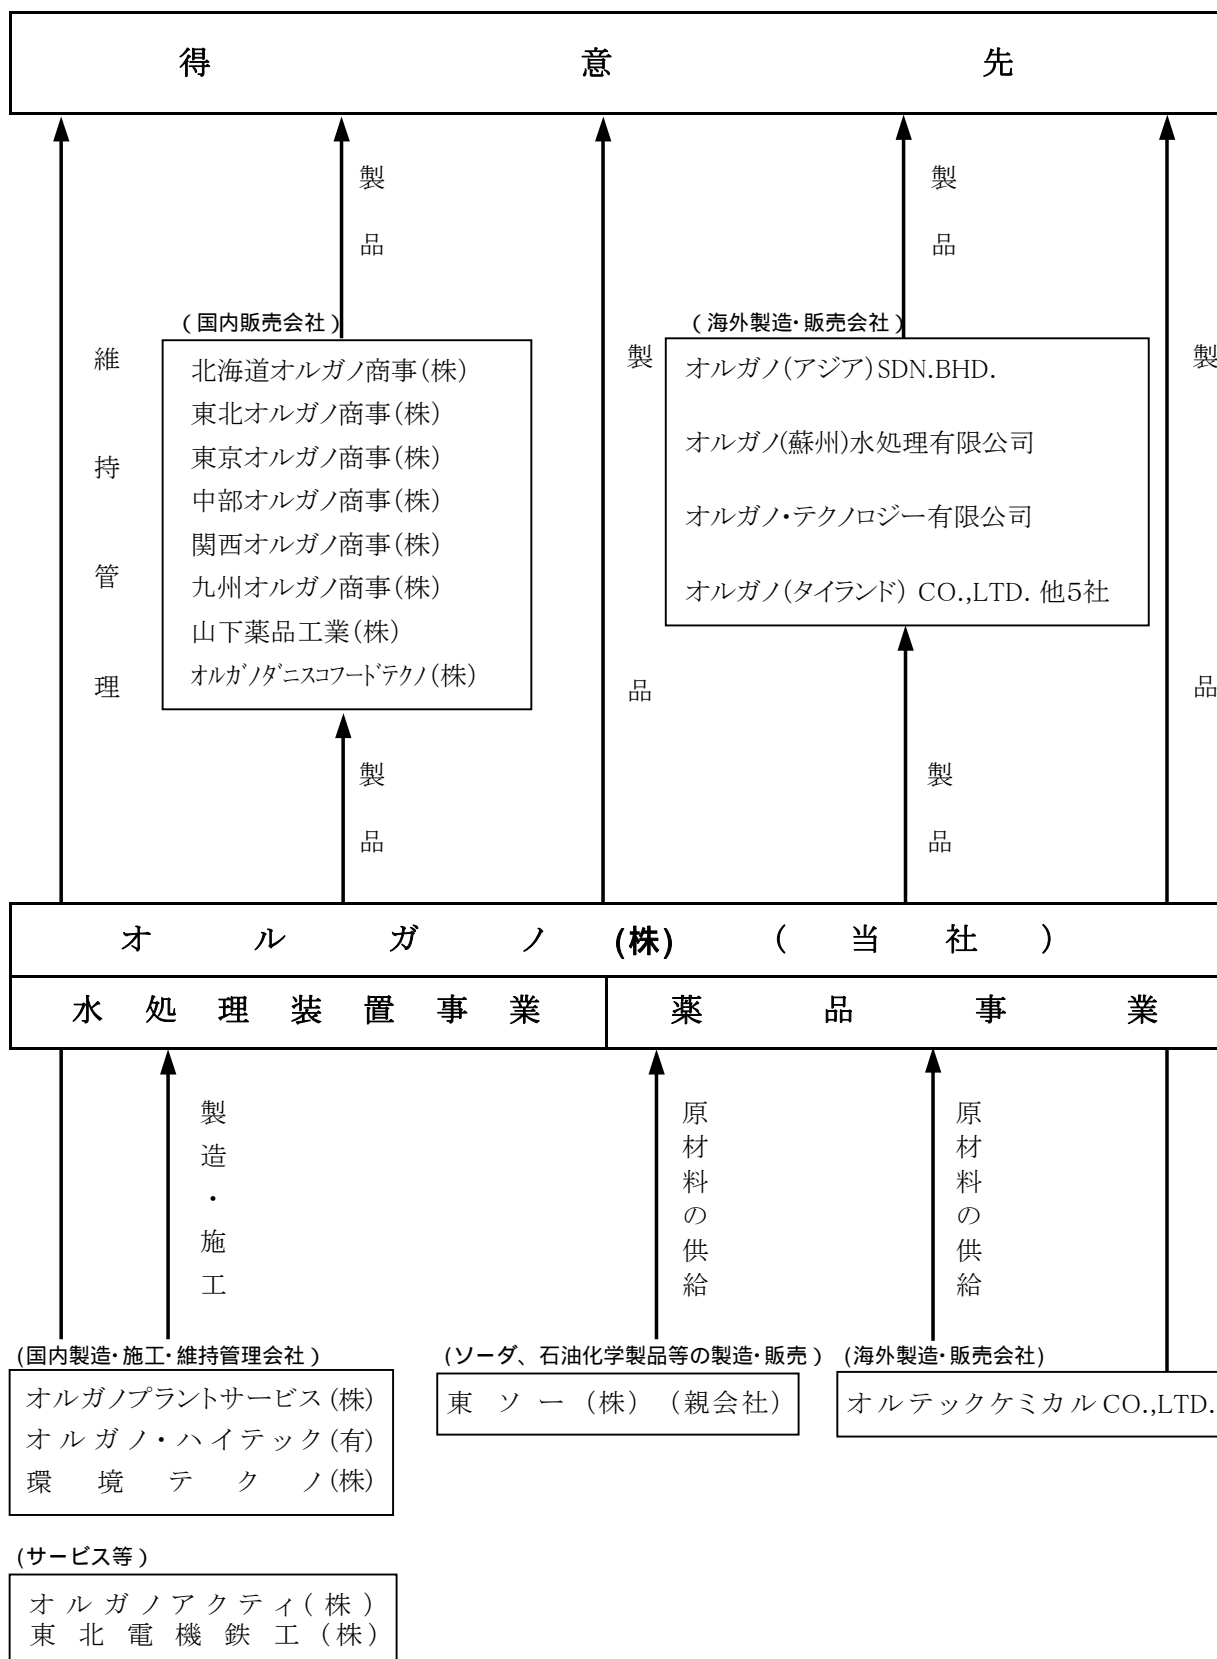 得意先
製品
製品
(国内販売会社)
(海外製造・販売会社)
維持管理
北海道オルガノ商事(株)
東北オルガノ商事(株)
東京オルガノ商事(株)
中部オルガノ商事(株)
関西オルガノ商事(株)
九州オルガノ商事(株)
山下薬品工業(株)
オルガノダニスコフードテクノ(株)
製品
オルガノ(アジア)SDN.BHD.
オルガノ(蘇州)水処理有限公司
オルガノ・テクノロジー有限公司
オルガノ(タイランド) CO.,LTD. 他5社
製品
製品
製品
オルガノ(株) (当社)
水処理装置事業
薬品事業
製造・施工
原材料の供給
原材料の供給
(国内製造・施工・維持管理会社)
オルガノプラントサービス(株)
オルガノ・ハイテック(有)
環境テクノ(株)
(ソーダ、石油化学製品等の製造・販売)
東ソー(株)(親会社)
(海外製造・販売会社)
オルテックケミカルCO.,LTD.
(サービス等)
オルガノアクティ(株)
東北電機鉄工(株)